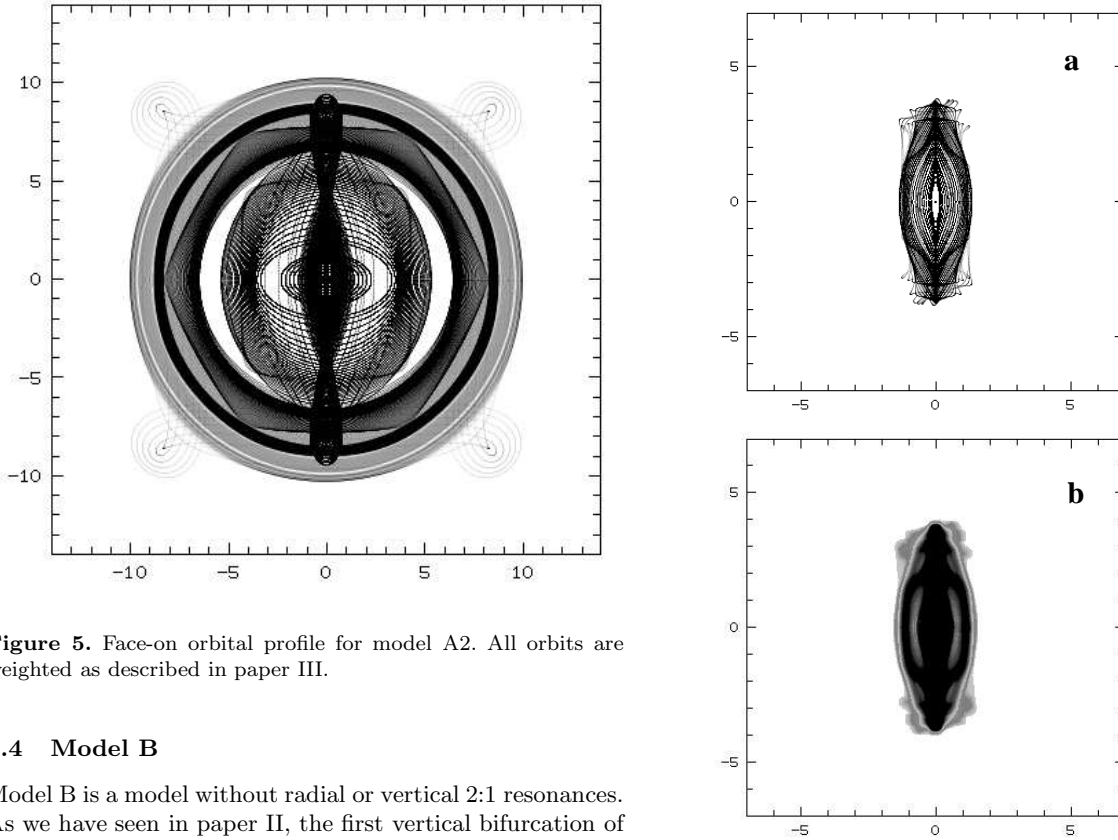 10
5
0
−5
−10
−10 −5 0 5 10
igure 5. Face-on orbital profile for model A2. All orbits are
eighted as described in paper III.
.4 Model B
Model B is a model without radial or vertical 2:1 resonances.
As we have seen in paper II, the first vertical bifurcation of
a
5
0
−5
−5 0 5
b
5
0
−5
−5 0 5